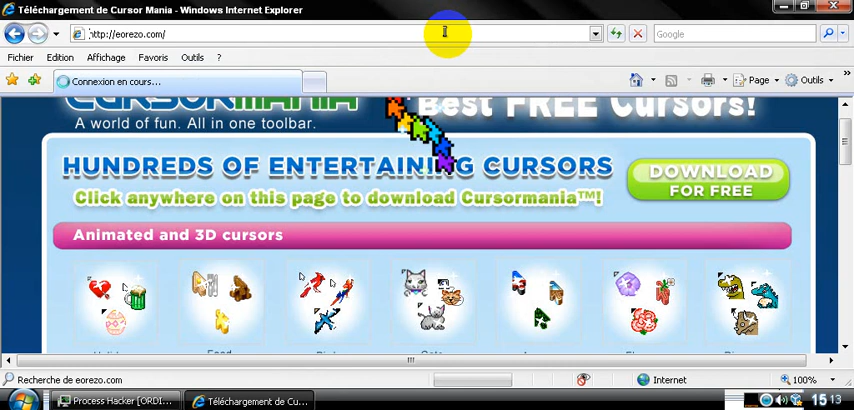 Téléchargement de Cursor Mania - Windows Internet Explorer
http://eorezo.com/
Google
Fichier Edition Affichage Favoris Outils ?
Connexion en cours...
Page Outils
CURSORMANIA Best FREE Cursors!
A world of fun. All in one toolbar.
HUNDREDS OF ENTERTAINING CURSORS
Click anywhere on this page to download Cursormania™!
DOWNLOAD
FOR FREE
Animated and 3D cursors
Recherche de eorezo.com
Internet
100%
Process Hacker [ORDI...
Téléchargement de Cu...
15 13